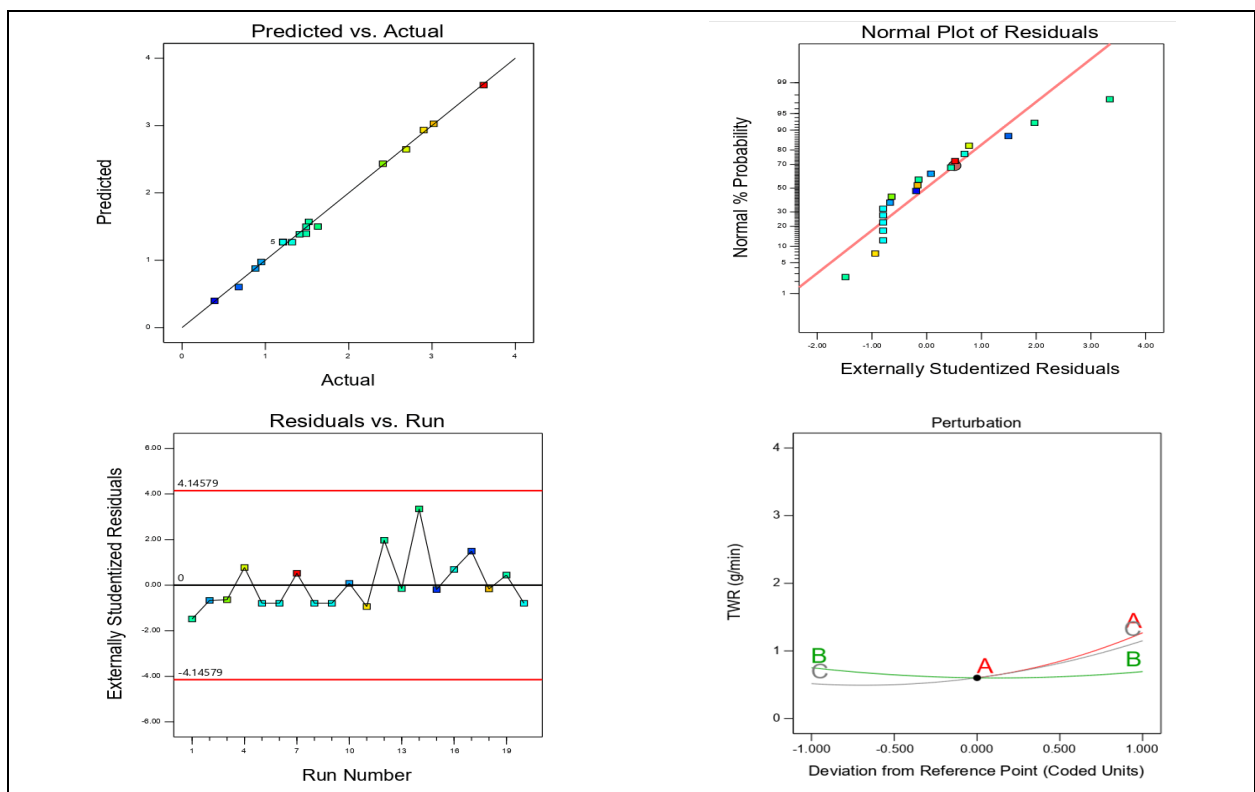 Predicted vs. Actual
Predicted
4
3
2
1
0
5
0 1 2 3 4
Actual
Normal Plot of Residuals
Normal % Probability
99
95
90
80
70
50
30
20
10
5
1
-2.00 -1.00 0.00 1.00 2.00 3.00 4.00
Externally Studentized Residuals
Residuals vs. Run
Externally Studentized Residuals
6.00
4.00
2.00
0.00
-2.00
-4.00
-6.00
4.14579
0
-4.14579
1 4 7 10 13 16 19
Run Number
Perturbation
TWR (g/min)
4
3
2
1
0
A
C
B
A
B
C
-1.000 -0.500 0.000 0.500 1.000
Deviation from Reference Point (Coded Units)